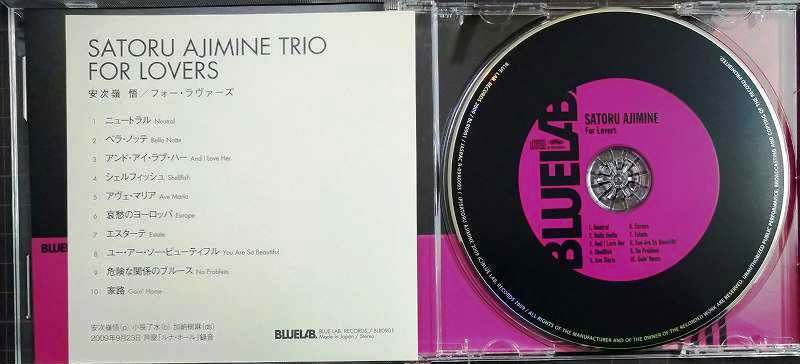 SATORU AJIMINE TRIO
FOR LOVERS
安次嶺 悟／フォー・ラヴァーズ
1 ニュートラル Neutral
2 ベラ・ノッテ Bella Notte
3 アンド・アイ・ラブ・ハー And I Love Her
4 シェルフィッシュ Shellfish
5 アヴェ・マリア Ave Maria
6 哀愁のヨーロッパ Europe
7 エスターテ Estate
8 ユー・アー・ソー・ビューティフル You Are So Beautiful
9 危険な関係のブルース No Problem
10 家路 Goin' Home
安次嶺悟(p) 小笹了水(b) 加納樹麻(ds)
2009年9月25日 芦屋「ルナ・ホール」録音
BLUELAB.
BLUE LAB. RECORDS / BLB0901
Made in Japan / Stereo
BLUELAB.
SATORU AJIMINE
For Lovers
1. Neutral
2. Bella Notte
3. And I Love Her
4. Shellfish
5. Ave Maria
6. Europe
7. Estate
8. You Are So Beautiful
9. No Problem
10. Goin' Home